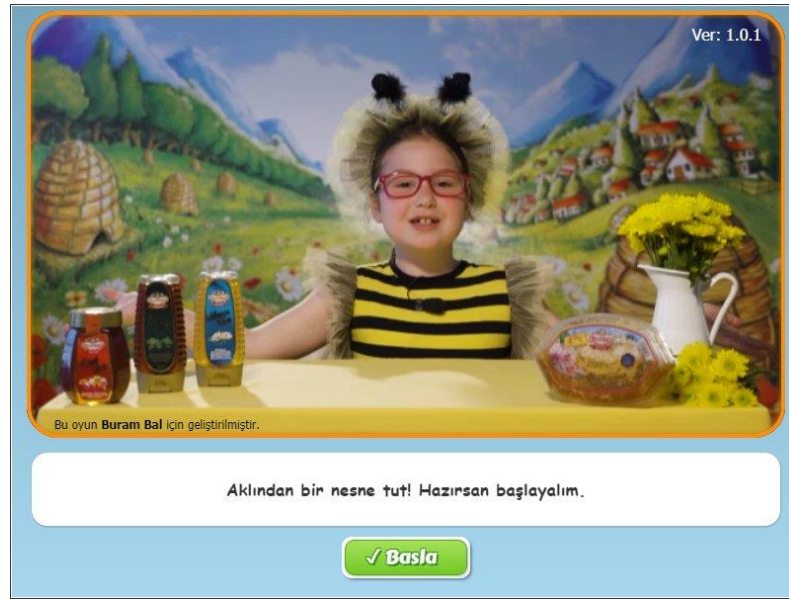 Ver: 1.0.1
Bu oyun Buram Bal için geliştirilmiştir.
Aklından bir nesne tut! Hazırsan başlayalım.
Basla